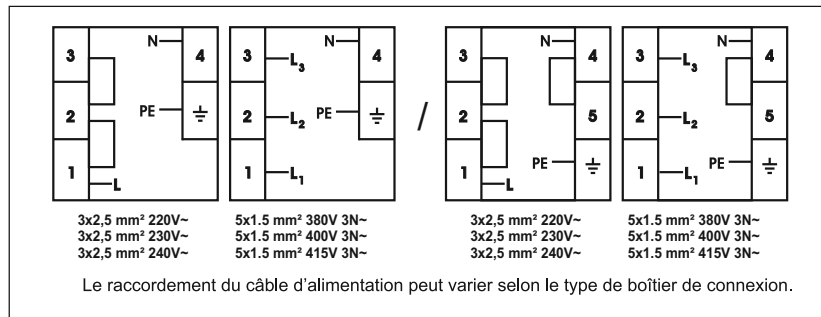 3 N 4 3 L3 N 4 3 N 4 3 L3 N 4
2 PE ⏚ 2 L2 PE ⏚ / 2 5 2 L2 5
1 L 1 L1 1 L PE ⏚ 1 L1 PE ⏚
3x2,5 mm² 220V~ 5x1.5 mm² 380V 3N~ 3x2,5 mm² 220V~ 5x1.5 mm² 380V 3N~
3x2,5 mm² 230V~ 5x1.5 mm² 400V 3N~ 3x2,5 mm² 230V~ 5x1.5 mm² 400V 3N~
3x2,5 mm² 240V~ 5x1.5 mm² 415V 3N~ 3x2,5 mm² 240V~ 5x1.5 mm² 415V 3N~
Le raccordement du câble d'alimentation peut varier selon le type de boîtier de connexion.